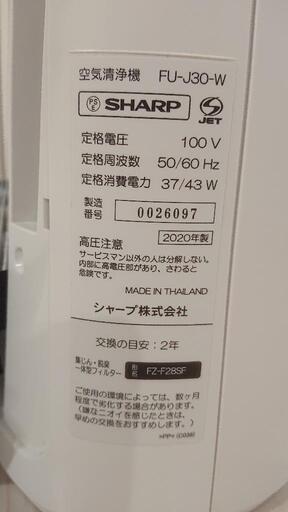 空気清浄機 FU-J30-W
PS E SHARP S JET
定格電圧 100 V
定格周波数 50/60 Hz
定格消費電力 37/43 W
製造番号 0026097
高圧注意 2020年製
サービスマン以外の人は分解しない。
内部に高電圧部があり、さわると
危険です。
MADE IN THAILAND
シャープ株式会社
交換の目安:2年
集じん・脱臭
一体型フィルター 形名 FZ-F28SF
ご使用の環境によっては、数ヶ月
程度で劣化する場合があります。
(嫌なニオイを感じたときは、
早めの交換をおすすめします。)
>PP< (C039)